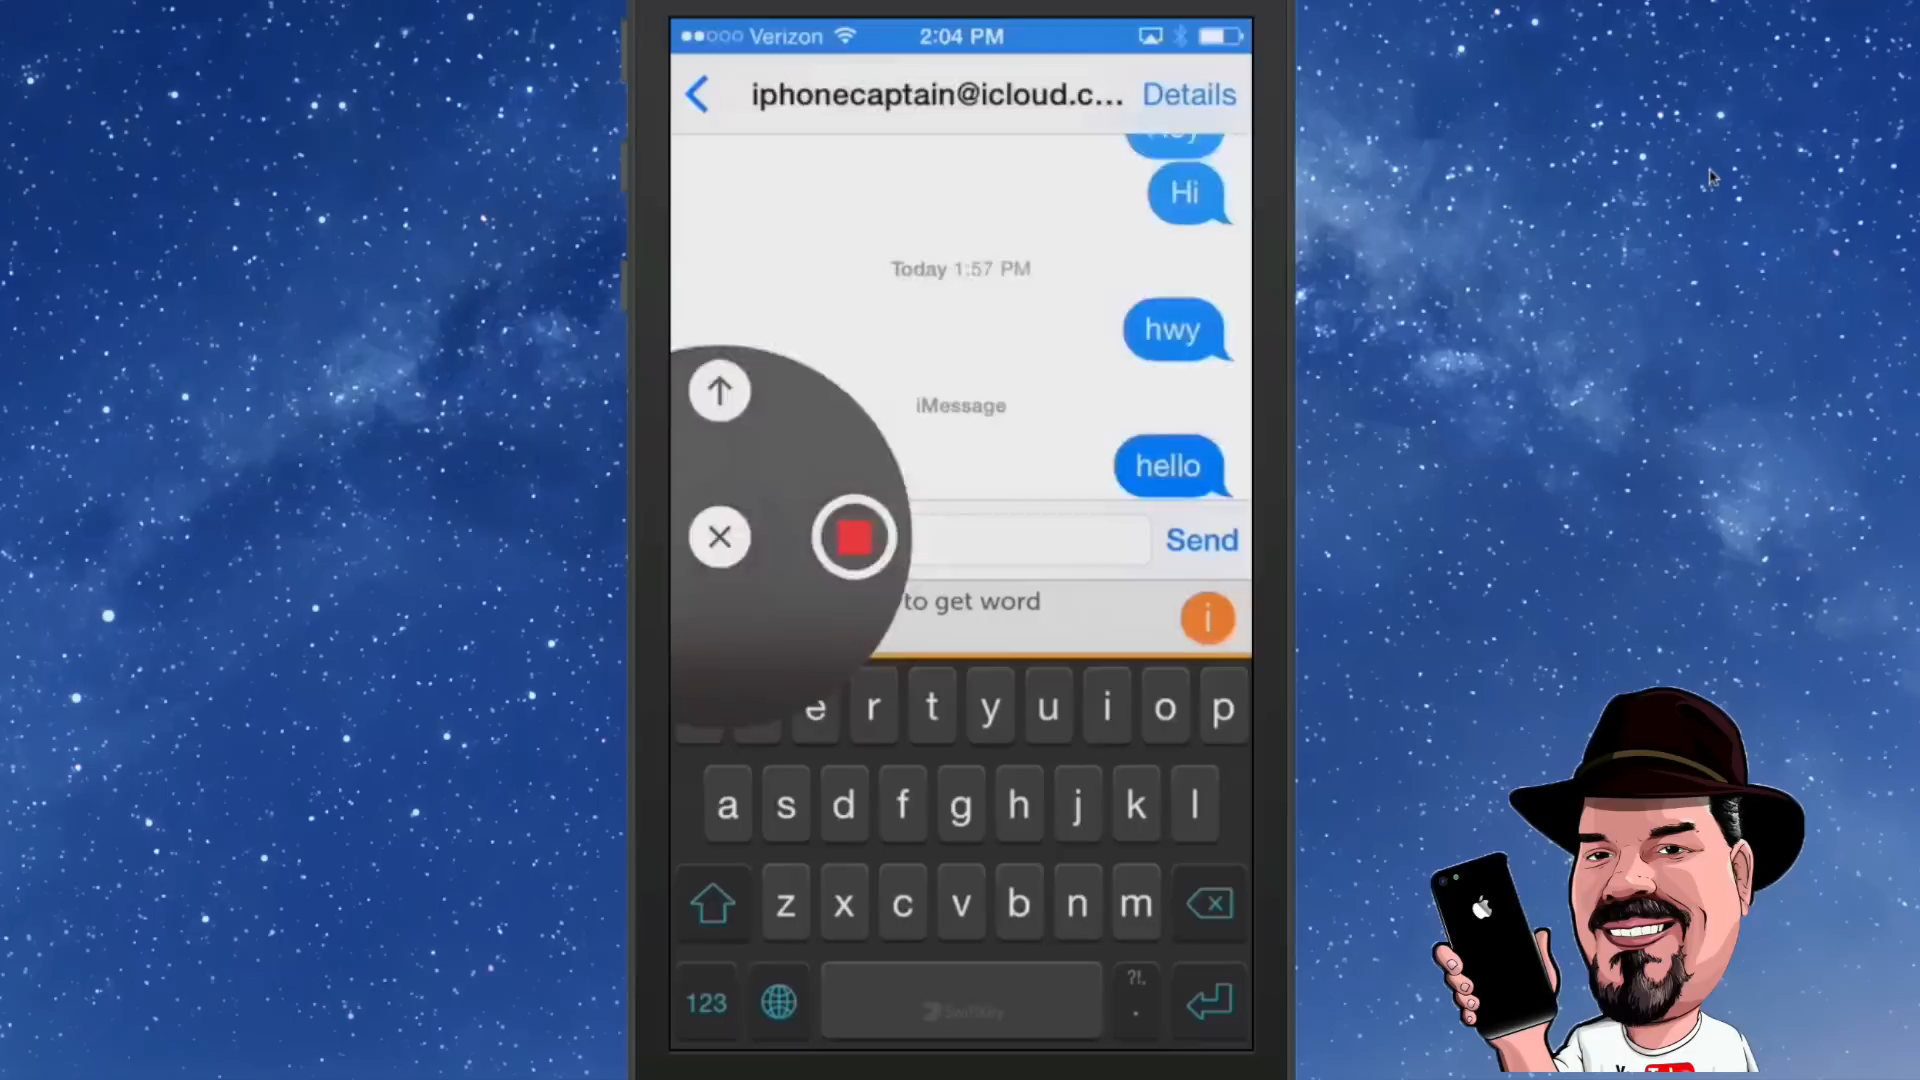 Verizon 2:04 PM
iphonecaptain@icloud.c... Details
Hi
Today 1:57 PM
hwy
iMessage
hello
Send
to get word
i
e r t y u i o p
a s d f g h j k l
z x c v b n m
?!.
123 SwiftKey .